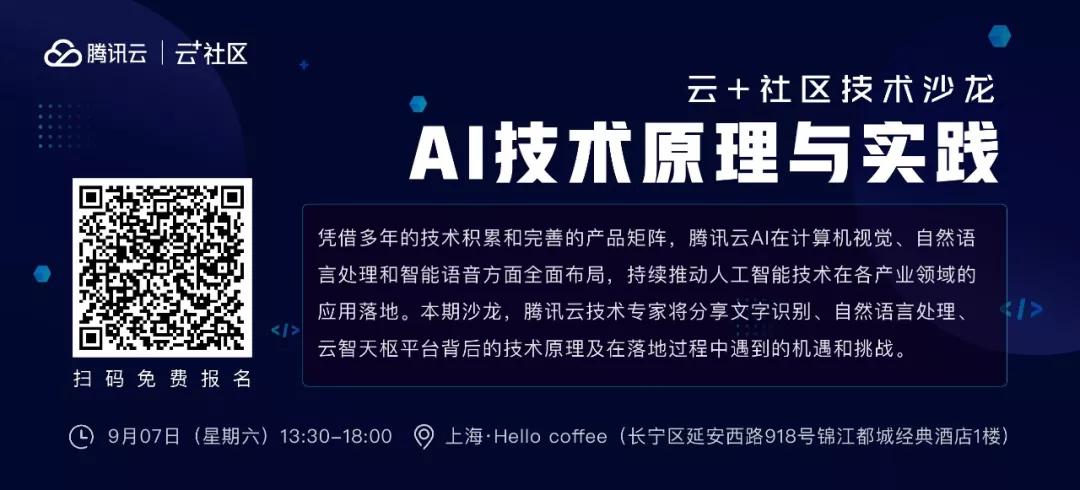 腾讯云 | 云+社区
云+社区技术沙龙
AI技术原理与实践
凭借多年的技术积累和完善的产品矩阵，腾讯云AI在计算机视觉、自然语
言处理和智能语音方面全面布局，持续推动人工智能技术在各产业领域的
应用落地。本期沙龙，腾讯云技术专家将分享文字识别、自然语言处理、
云智天枢平台背后的技术原理及在落地过程中遇到的机遇和挑战。
</>
</>
扫码免费报名
9月07日（星期六）13:30-18:00
上海·Hello coffee（长宁区延安西路918号锦江都城经典酒店1楼）